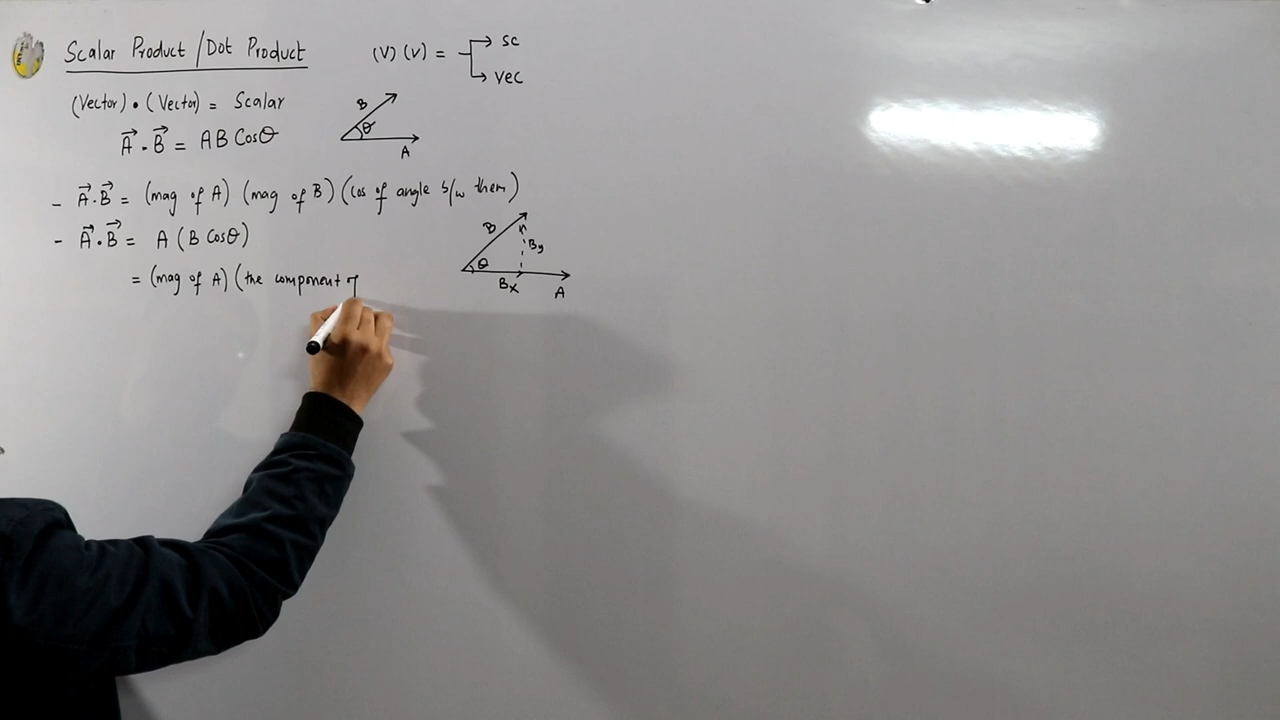 Scalar Product / Dot Product
(V) (V) = → SC
→ Vec
(Vector) • (Vector) = Scalar
B
θ
A
A⃗ . B⃗ = AB Cosθ
- A⃗.B⃗ = (mag of A) (mag of B) (cos of angle b/w them)
- A⃗.B⃗ = A (B Cosθ)
B
By
θ
Bx
A
= (mag of A) (the component